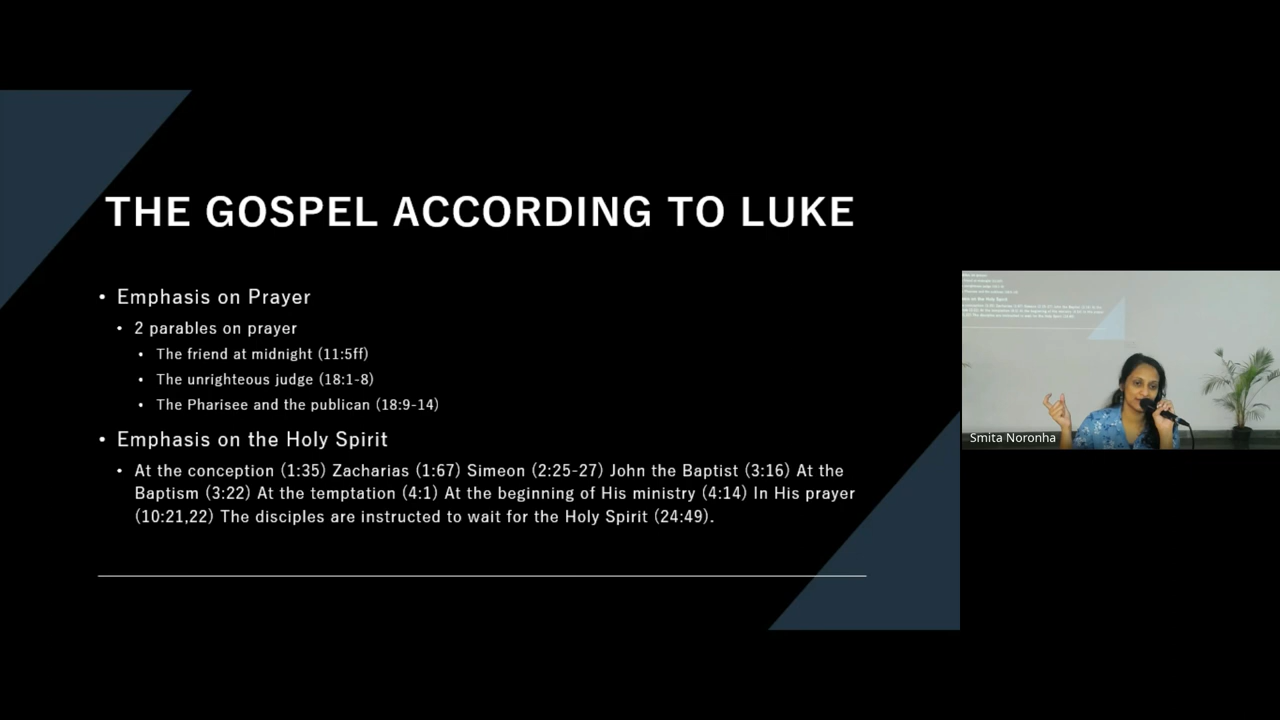 THE GOSPEL ACCORDING TO LUKE
• Emphasis on Prayer
• 2 parables on prayer
• The friend at midnight (11:5ff)
• The unrighteous judge (18:1-8)
• The Pharisee and the publican (18:9-14)
• Emphasis on the Holy Spirit
• At the conception (1:35) Zacharias (1:67) Simeon (2:25-27) John the Baptist (3:16) At the
Baptism (3:22) At the temptation (4:1) At the beginning of His ministry (4:14) In His prayer
(10:21,22) The disciples are instructed to wait for the Holy Spirit (24:49).
Smita Noronha